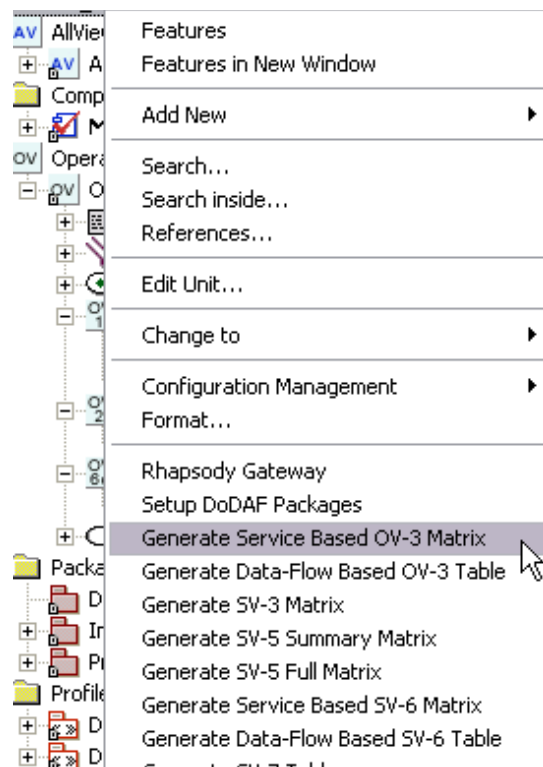 AV AllVie
AV A
Comp
M
OV Opera
OV O
OV
1
OV
2
OV
6
Packa
D
In
Pr
Profile
D
D
Features
Features in New Window
Add New
Search...
Search inside...
References...
Edit Unit...
Change to
Configuration Management
Format...
Rhapsody Gateway
Setup DoDAF Packages
Generate Service Based OV-3 Matrix
Generate Data-Flow Based OV-3 Table
Generate SV-3 Matrix
Generate SV-5 Summary Matrix
Generate SV-5 Full Matrix
Generate Service Based SV-6 Matrix
Generate Data-Flow Based SV-6 Table